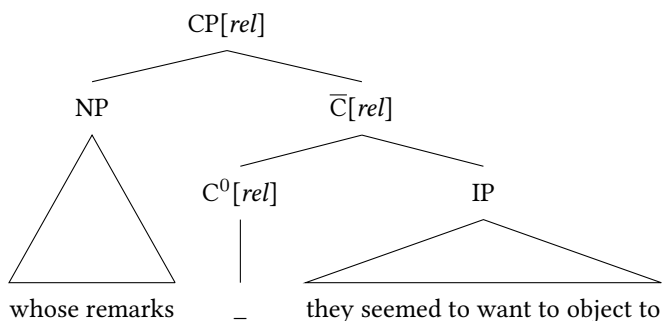 CP[rel]
NP C̅[rel]
C⁰[rel] IP
whose remarks _ they seemed to want to object to